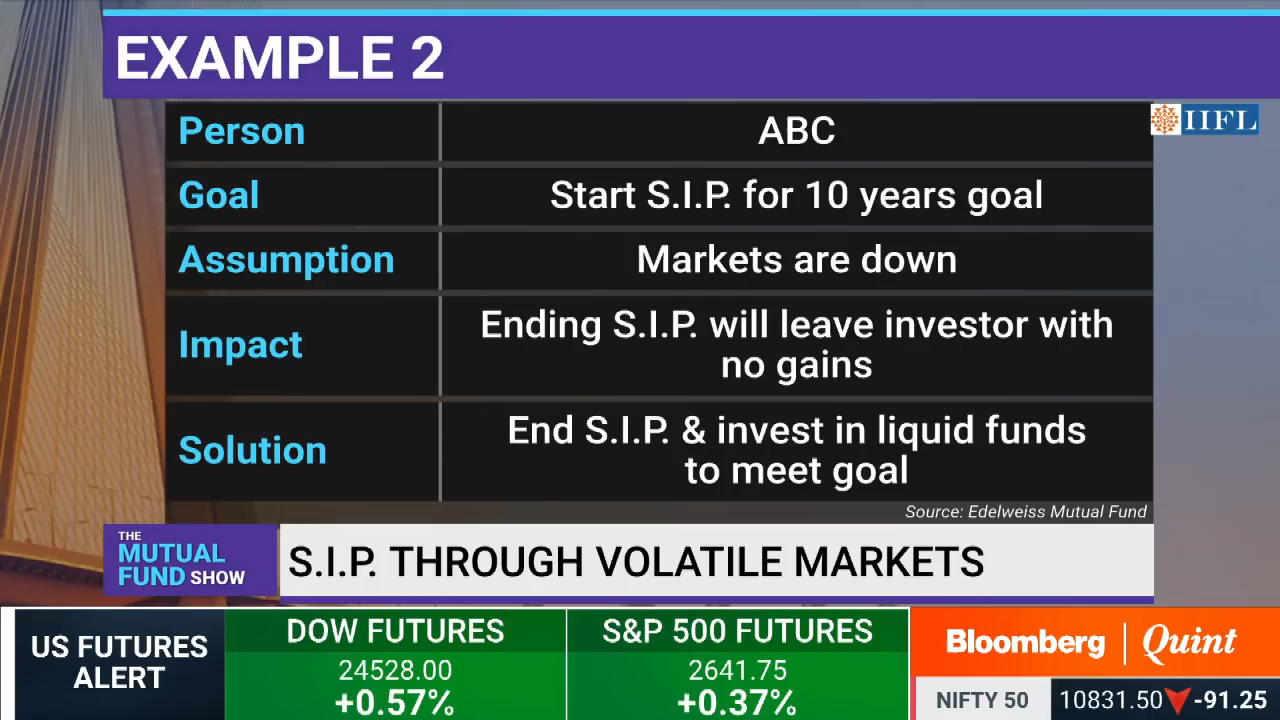 EXAMPLE 2
IIFL
Person ABC
Goal Start S.I.P. for 10 years goal
Assumption Markets are down
Impact Ending S.I.P. will leave investor with
no gains
Solution End S.I.P. & invest in liquid funds
to meet goal
Source: Edelweiss Mutual Fund
THE
MUTUAL
FUND SHOW
S.I.P. THROUGH VOLATILE MARKETS
US FUTURES
ALERT
DOW FUTURES
24528.00
+0.57%
S&P 500 FUTURES
2641.75
+0.37%
Bloomberg | Quint
NIFTY 50 10831.50 -91.25